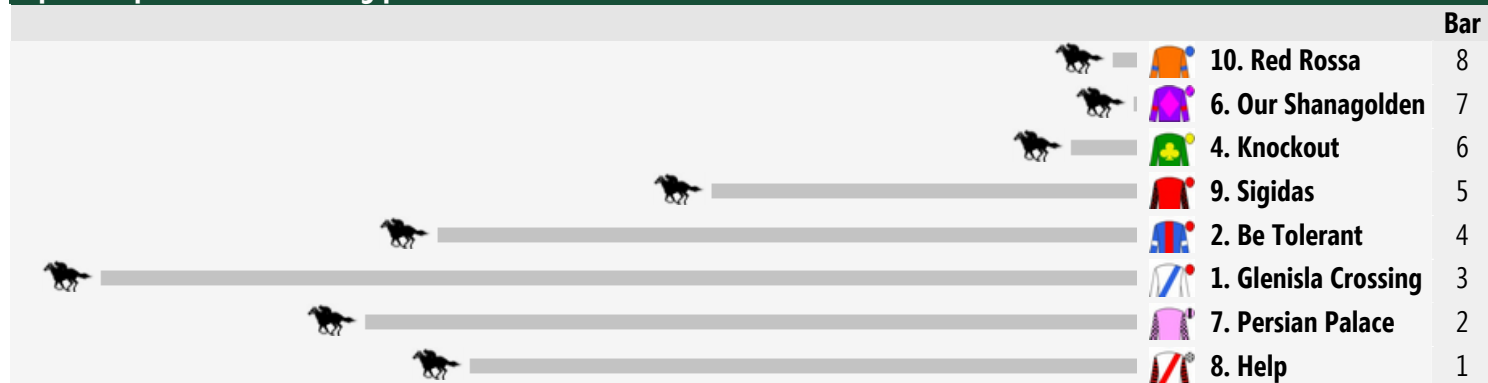 Bar
10. Red Rossa 8
6. Our Shanagolden 7
4. Knockout 6
9. Sigidas 5
2. Be Tolerant 4
1. Glenisla Crossing 3
7. Persian Palace 2
8. Help 1